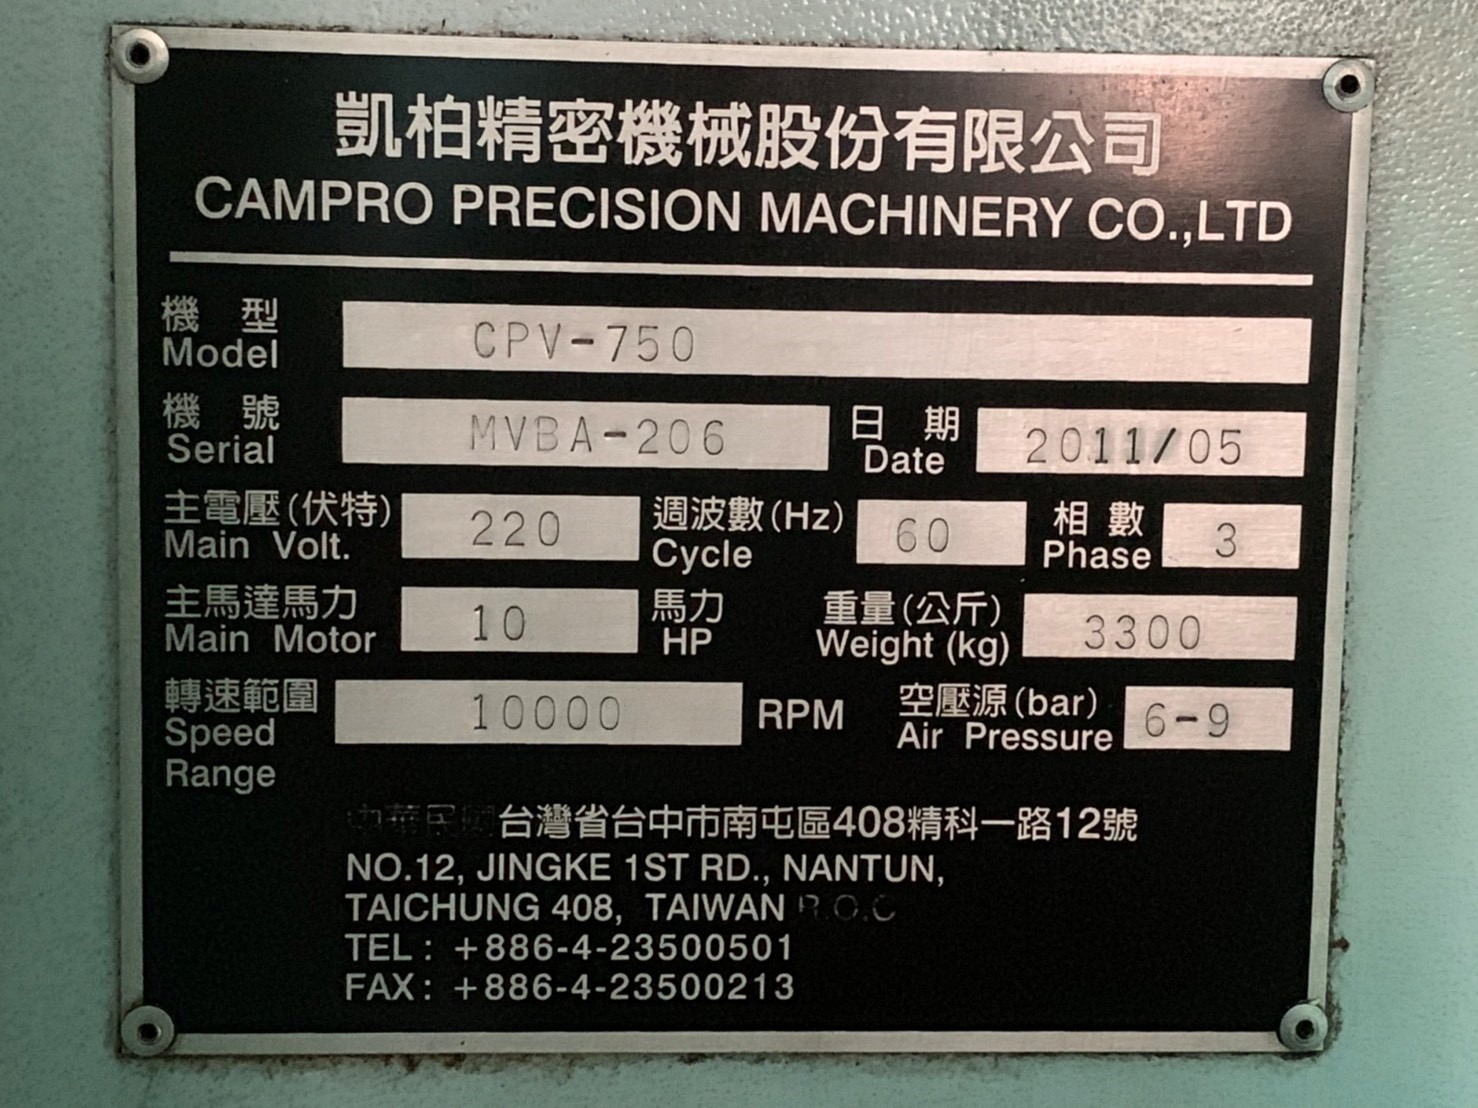 凱柏精密機械股份有限公司
CAMPRO PRECISION MACHINERY CO.,LTD
機 型
Model CPV-750
機 號
Serial MVBA-206 日 期 Date 2011/05
主電壓(伏特) 週波數(Hz) 相 數
Main Volt. 220 Cycle 60 Phase 3
主馬達馬力 馬力 重量(公斤)
Main Motor 10 HP Weight (kg) 3300
轉速範圍 空壓源(bar)
Speed 10000 RPM Air Pressure 6-9
Range
中華民國台灣省台中市南屯區408精科一路12號
NO.12, JINGKE 1ST RD., NANTUN,
TAICHUNG 408, TAIWAN R.O.C
TEL: +886-4-23500501
FAX: +886-4-23500213